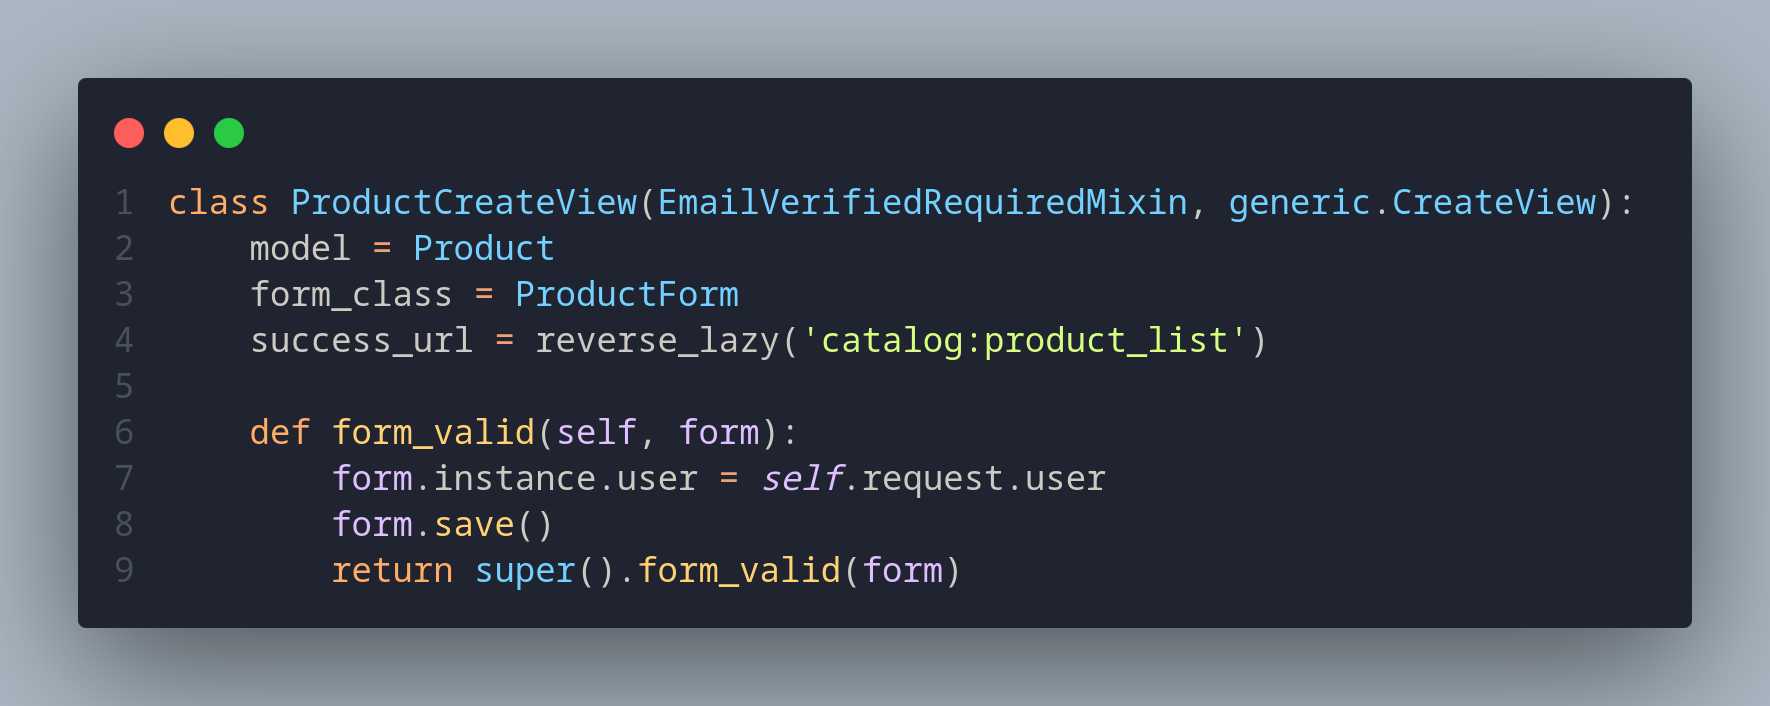 1 class ProductCreateView(EmailVerifiedRequiredMixin, generic.CreateView):
2     model = Product
3     form_class = ProductForm
4     success_url = reverse_lazy('catalog:product_list')
5
6     def form_valid(self, form):
7         form.instance.user = self.request.user
8         form.save()
9         return super().form_valid(form)